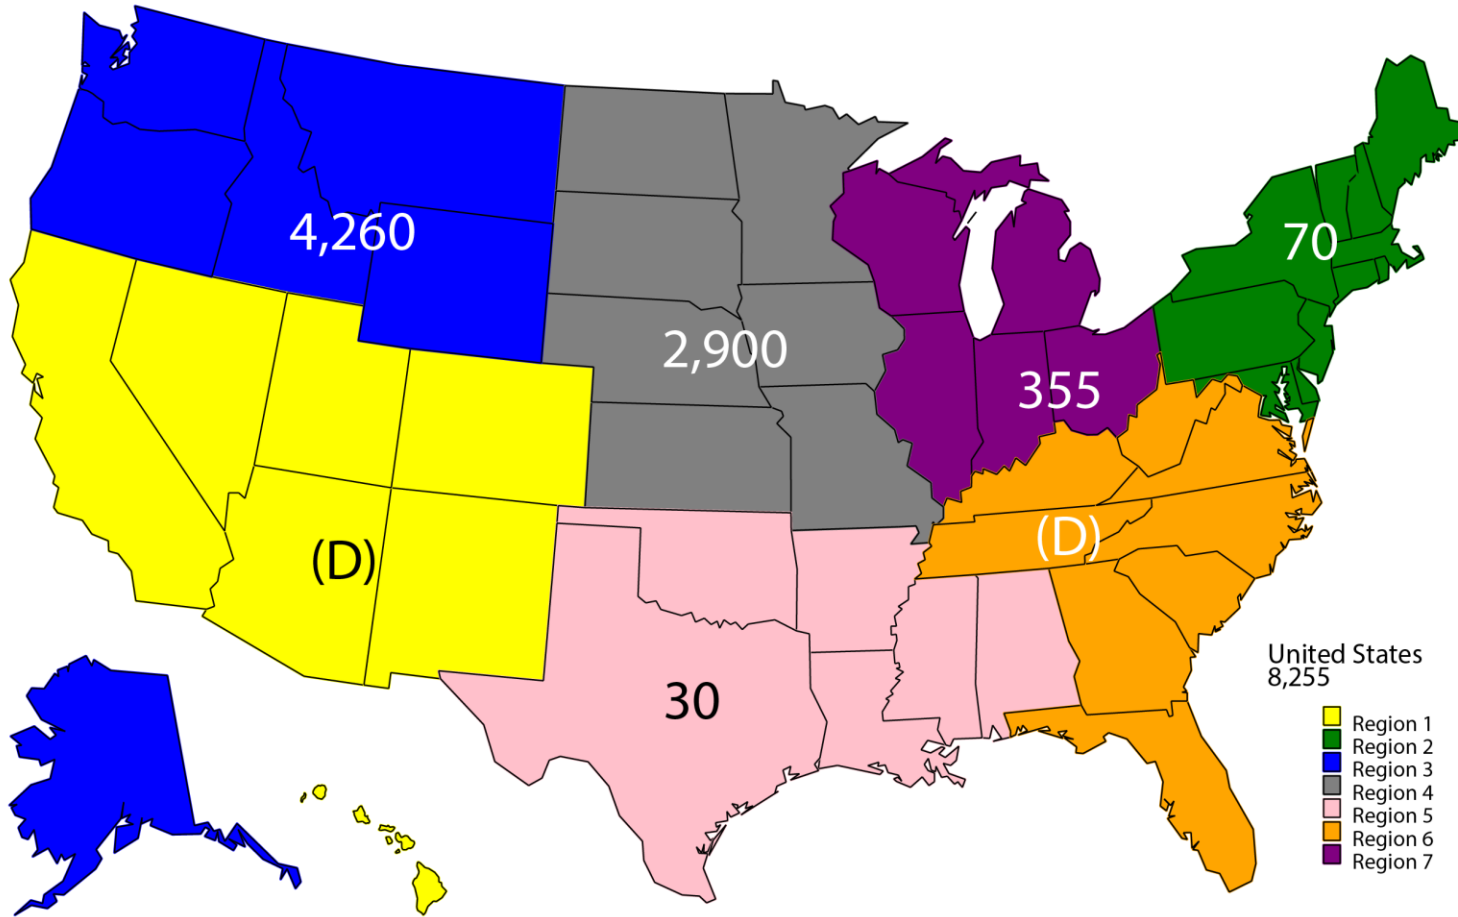 4,260
70
2,900
355
(D)
(D)
30
United States
8,255
Region 1
Region 2
Region 3
Region 4
Region 5
Region 6
Region 7